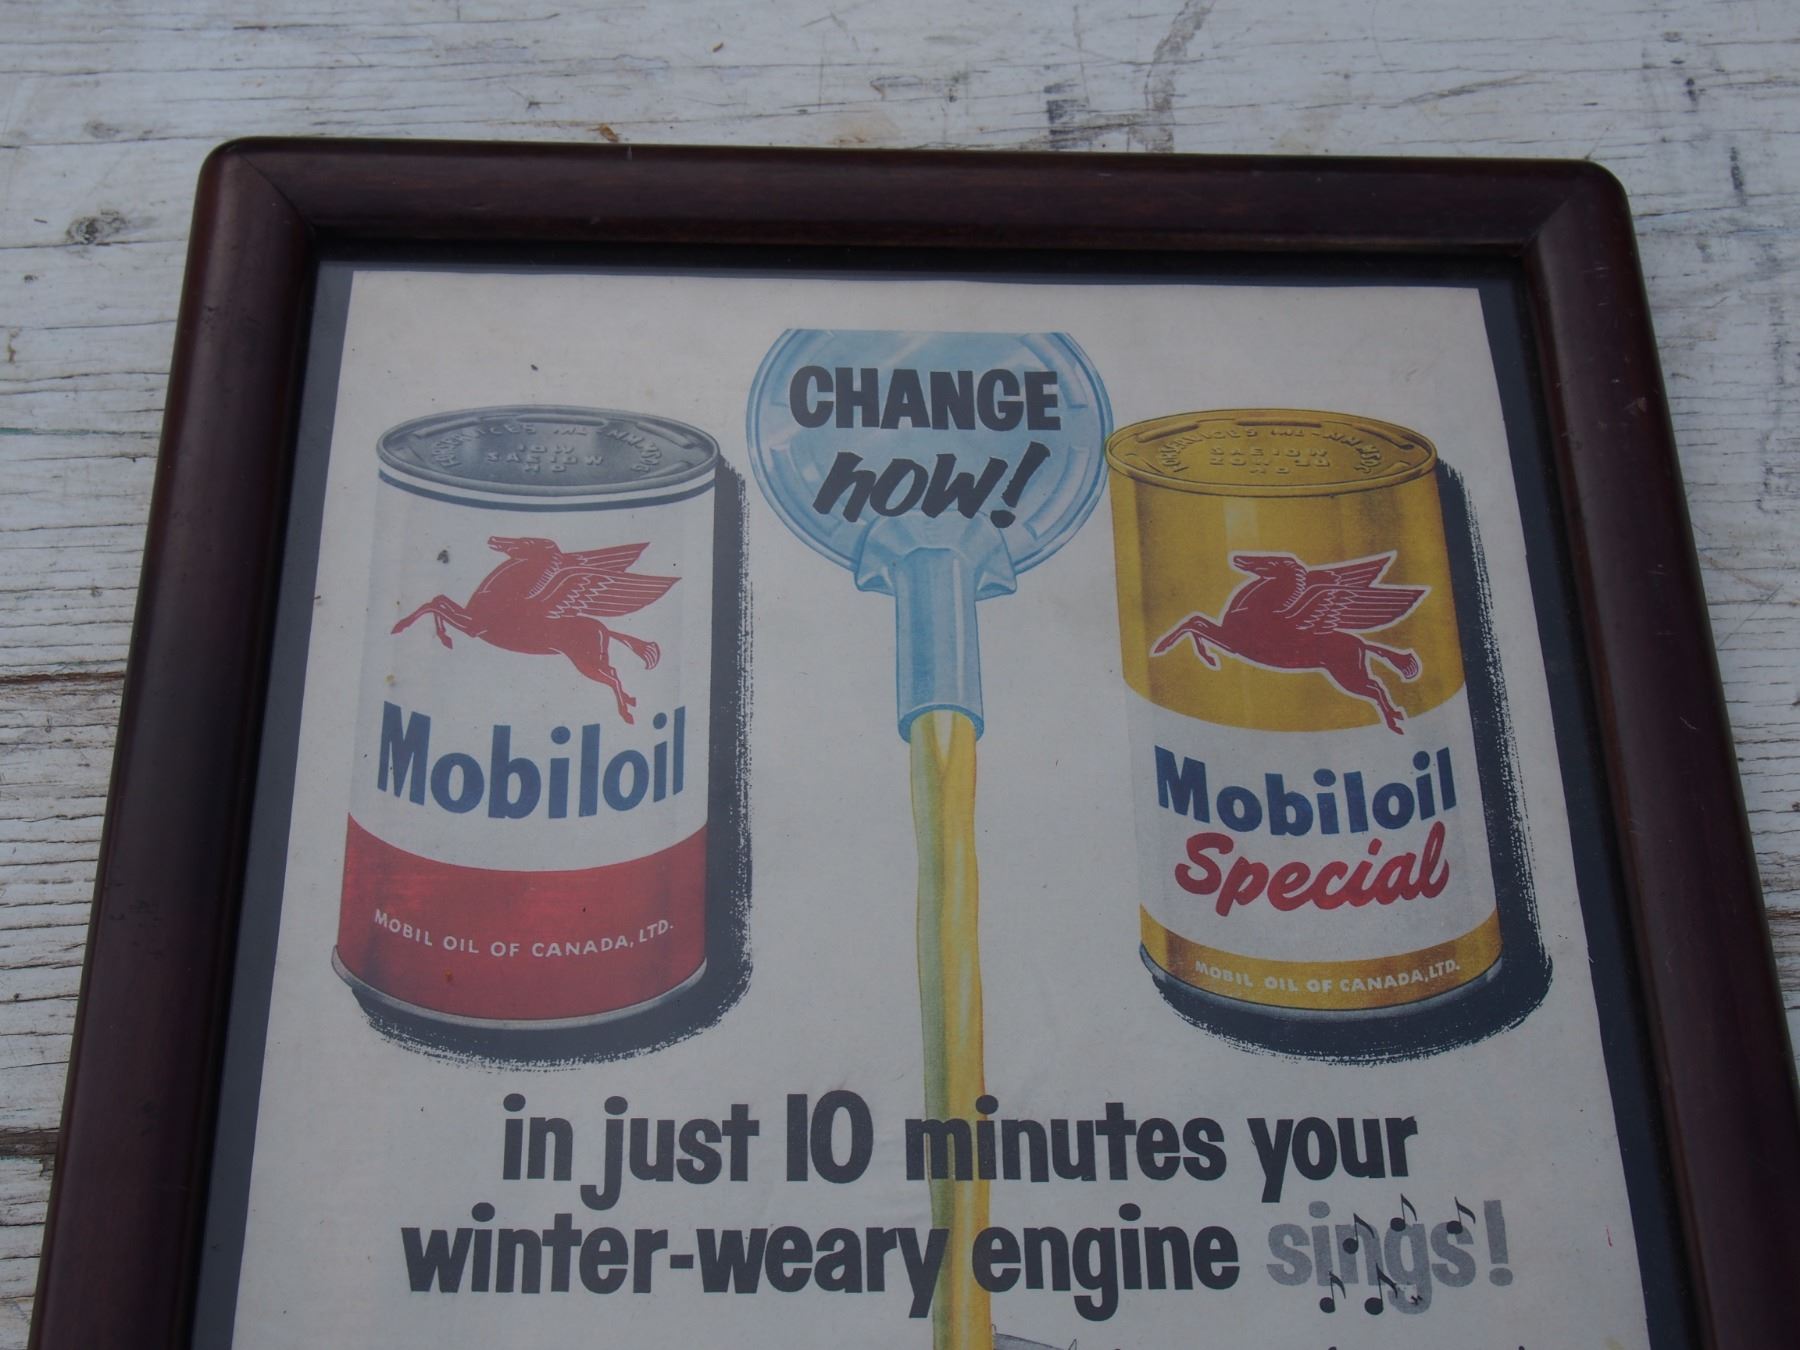 CHANGE
now!
Mobiloil
MOBIL OIL OF CANADA, LTD.
Mobiloil
Special
MOBIL OIL OF CANADA, LTD.
in just 10 minutes your
winter-weary engine sings!